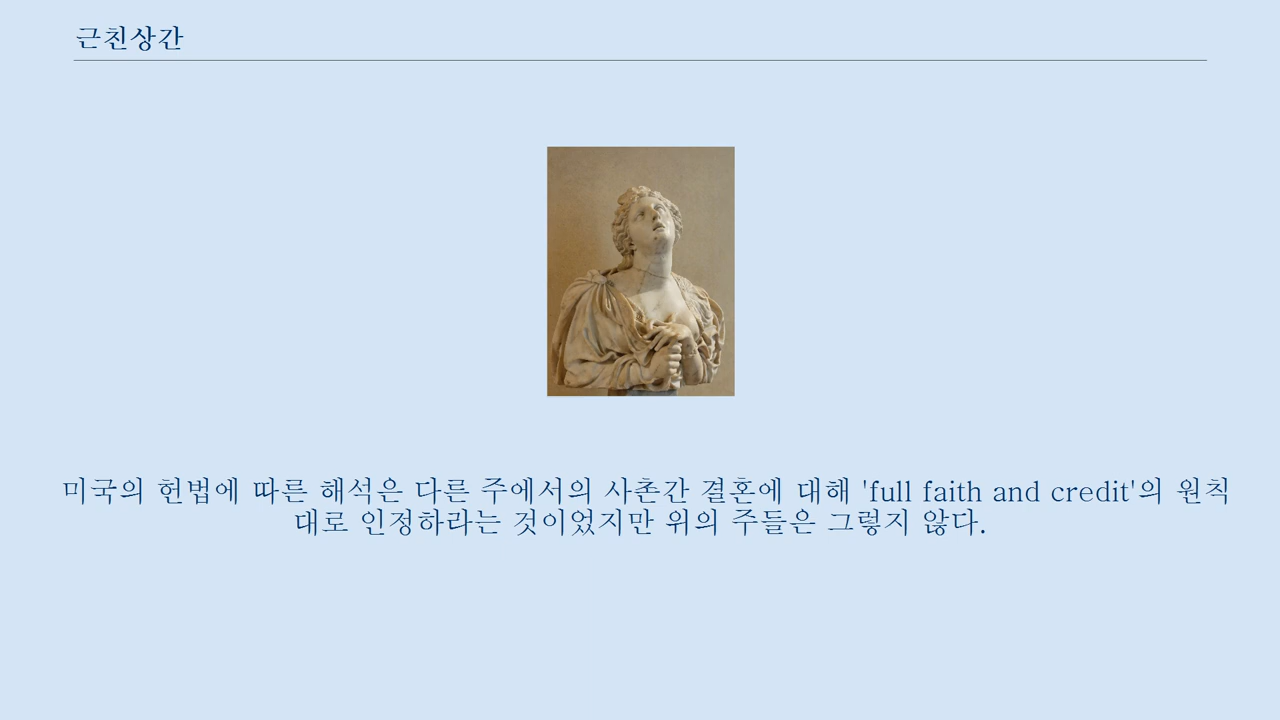 근친상간
미국의 헌법에 따른 해석은 다른 주에서의 사촌간 결혼에 대해 'full faith and credit'의 원칙
대로 인정하라는 것이었지만 위의 주들은 그렇지 않다.